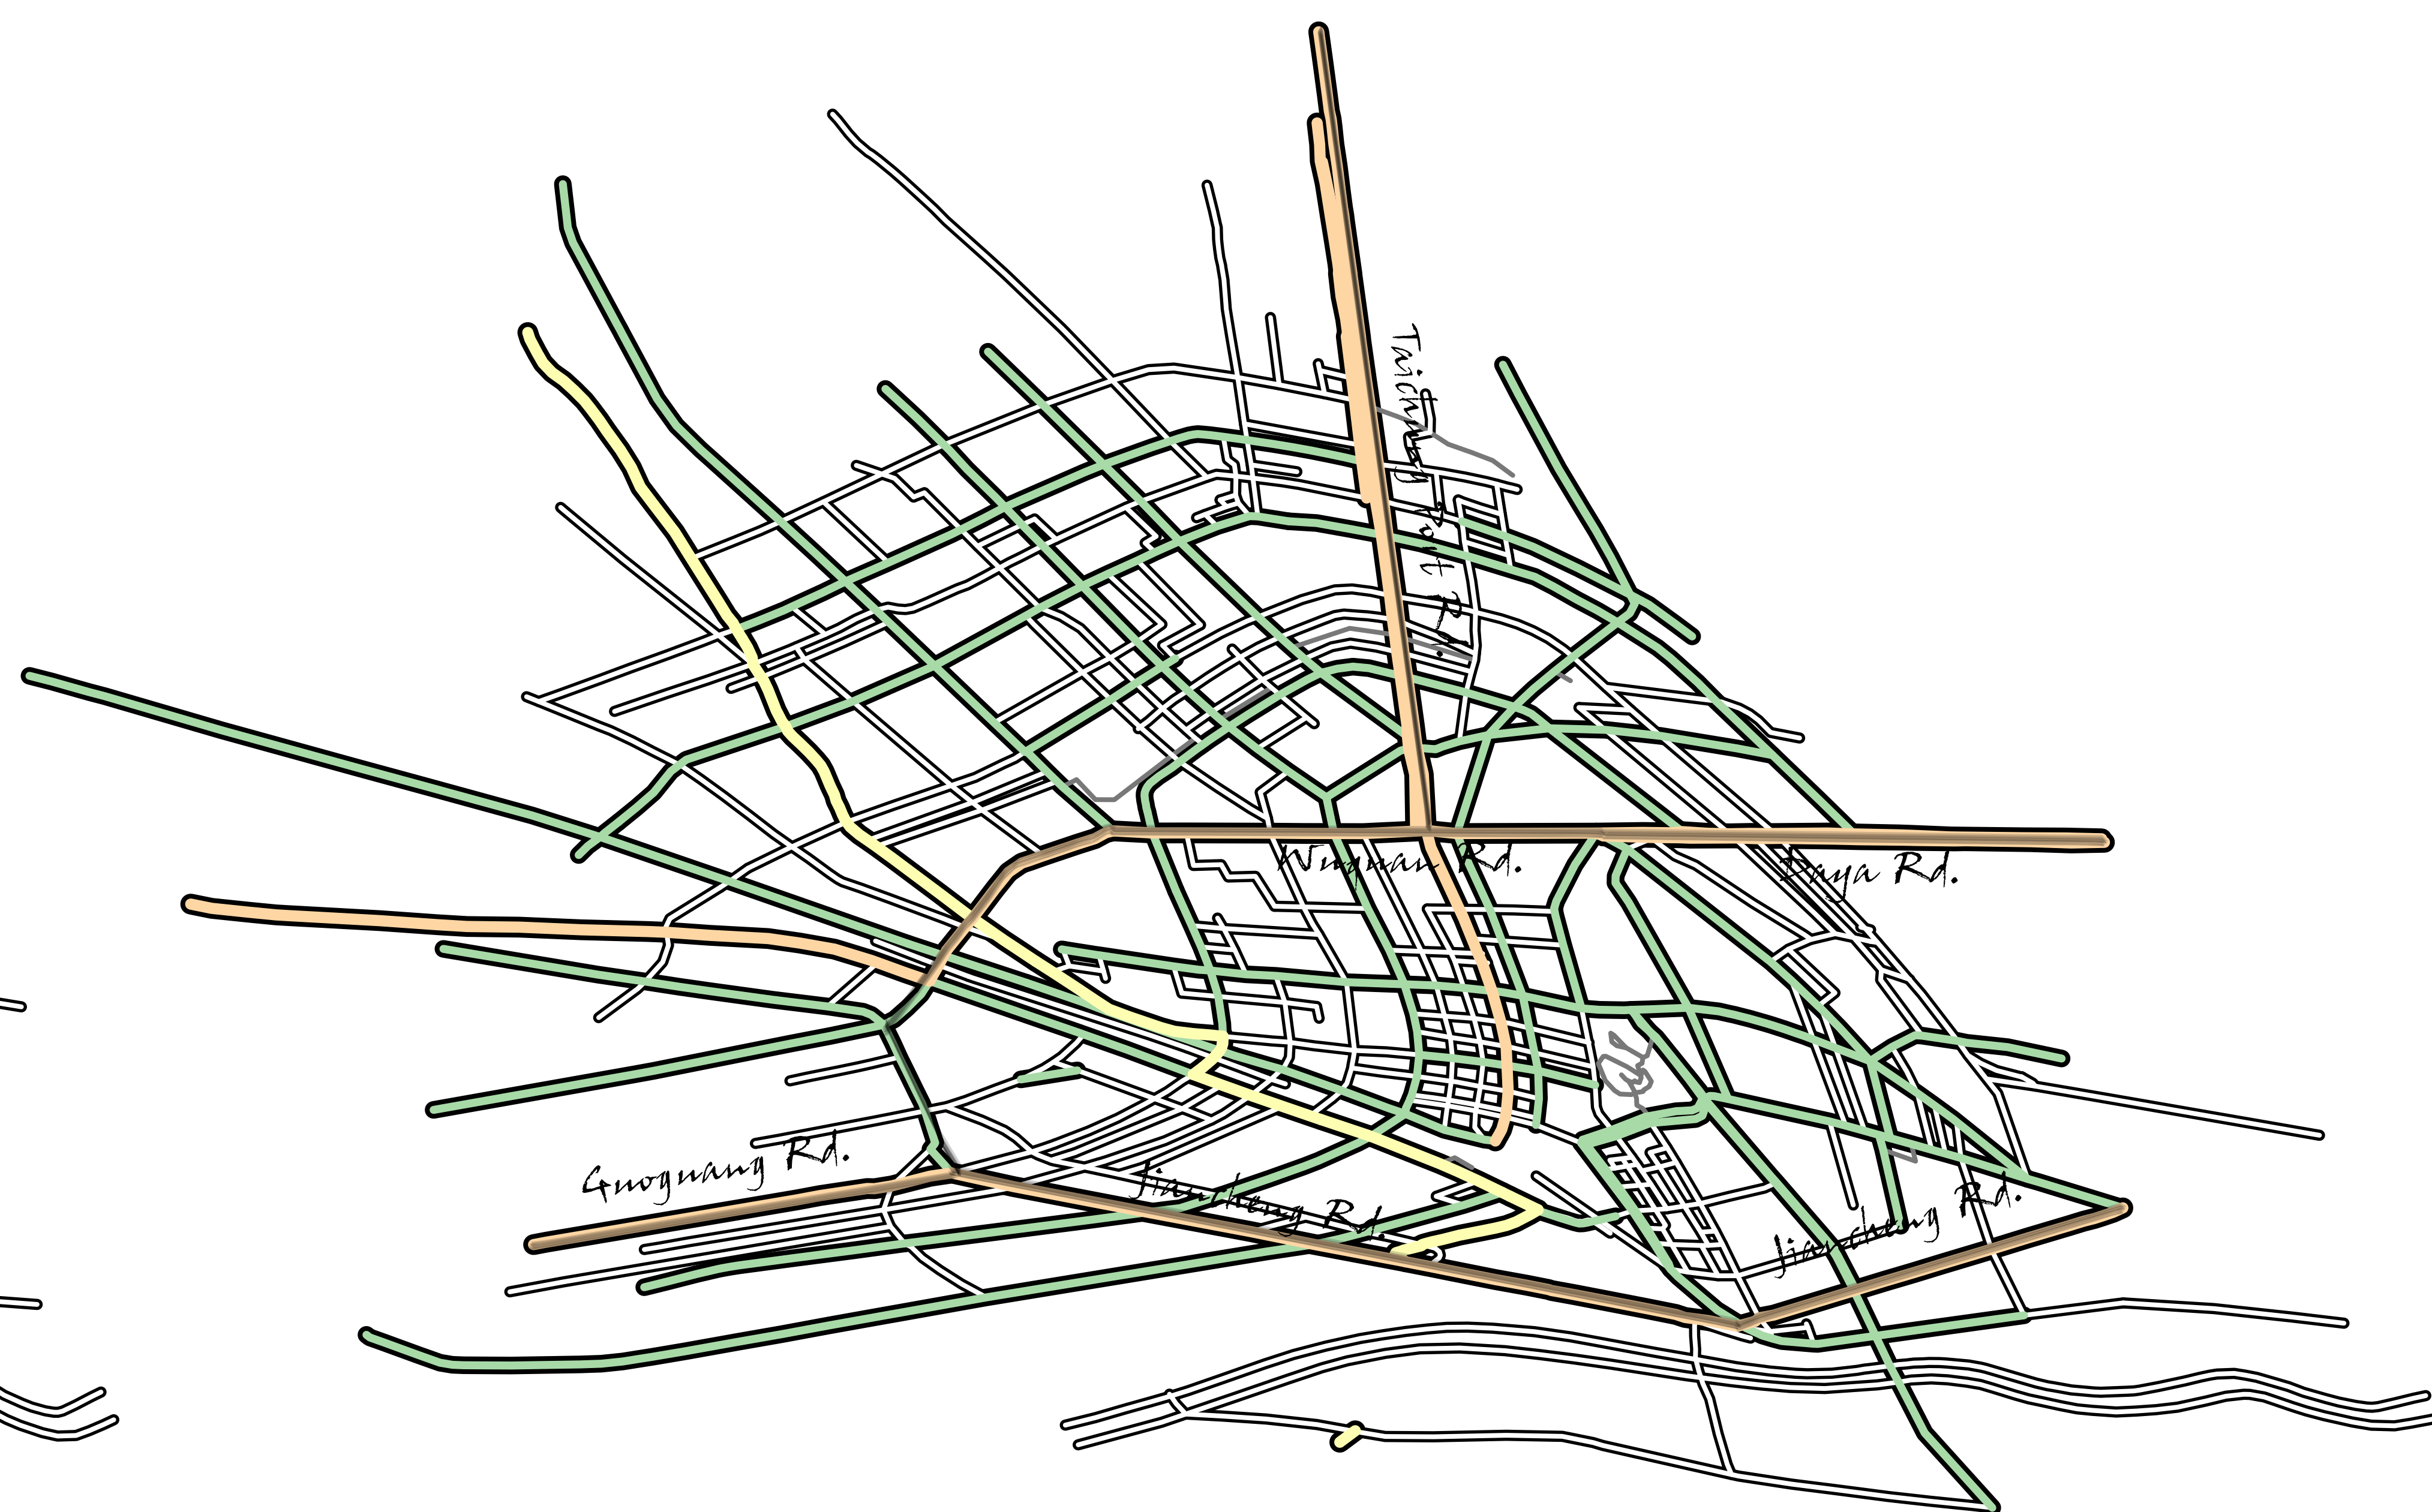 Taichung Port Rd.
Wuquan Rd.
Daya Rd.
Guoguang Rd.
Jiancheng Rd.
Jiancheng Rd.